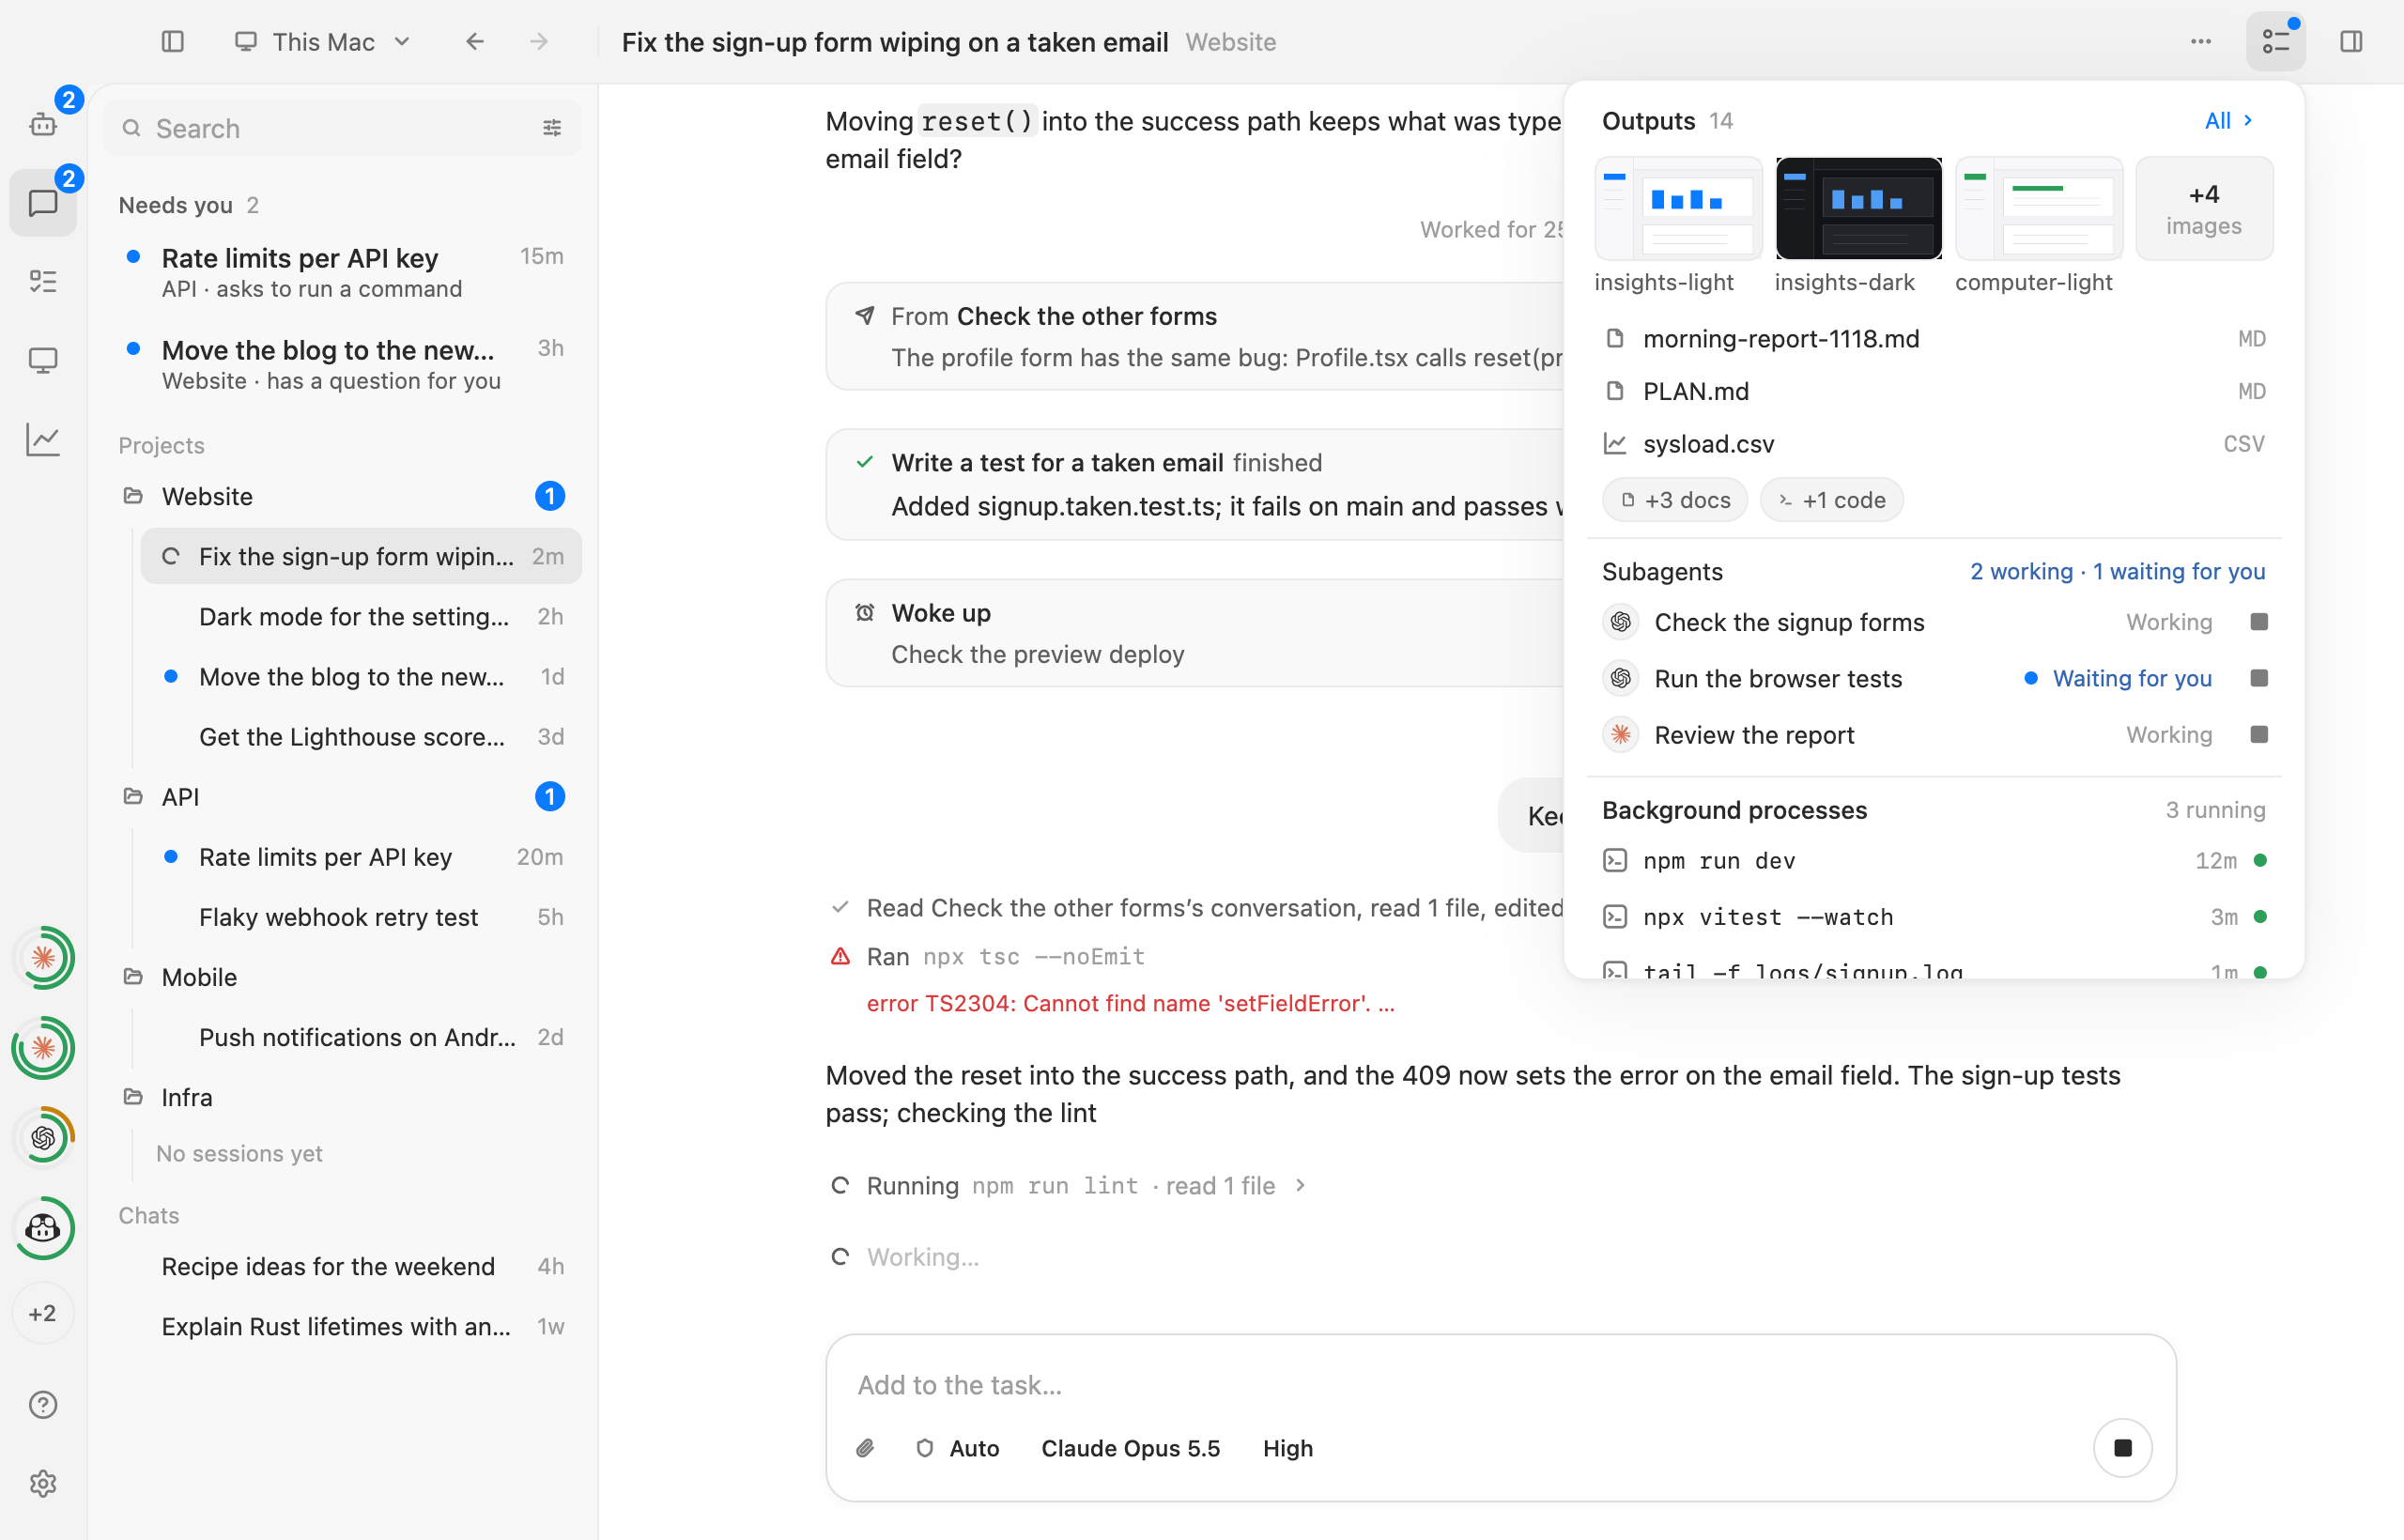 This Mac
Fix the sign-up form wiping on a taken email Website
2
2
+2
Search
Needs you 2
Rate limits per API key 15m
API · asks to run a command
Move the blog to the new... 3h
Website · has a question for you
Projects
Website 1
Fix the sign-up form wipin... 2m
Dark mode for the setting... 2h
Move the blog to the new... 1d
Get the Lighthouse score... 3d
API 1
Rate limits per API key 20m
Flaky webhook retry test 5h
Mobile
Push notifications on Andr... 2d
Infra
No sessions yet
Chats
Recipe ideas for the weekend 4h
Explain Rust lifetimes with an... 1w
Moving reset() into the success path keeps what was type
email field?
Worked for 25
From Check the other forms
The profile form has the same bug: Profile.tsx calls reset(pr
Write a test for a taken email finished
Added signup.taken.test.ts; it fails on main and passes
Woke up
Check the preview deploy
Read Check the other forms’s conversation, read 1 file, edited
Ran npx tsc --noEmit
error TS2304: Cannot find name 'setFieldError'. ...
Moved the reset into the success path, and the 409 now sets the error on the email field. The sign-up tests
pass; checking the lint
Running npm run lint · read 1 file
Working...
Add to the task...
Auto Claude Opus 5.5 High
Outputs 14 All
+4
images
insights-light insights-dark computer-light
morning-report-1118.md MD
PLAN.md MD
sysload.csv CSV
+3 docs +1 code
Subagents 2 working · 1 waiting for you
Check the signup forms Working
Run the browser tests Waiting for you
Review the report Working
Background processes 3 running
npm run dev 12m
npx vitest --watch 3m
tail -f logs/signup.log 1m